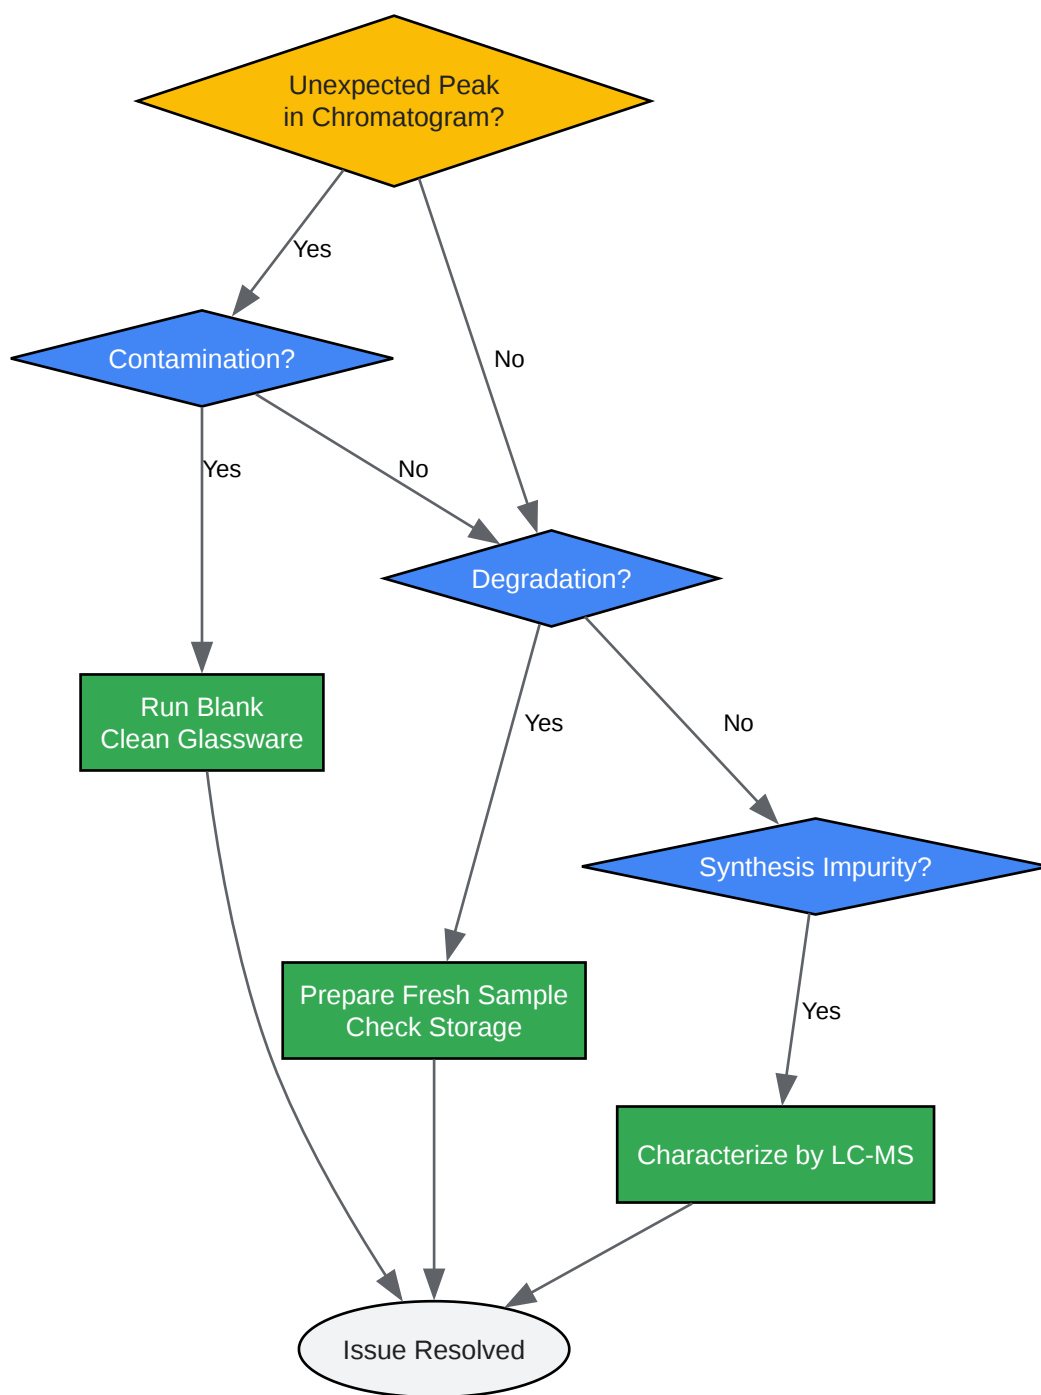 Unexpected Peak
in Chromatogram?
Yes
Contamination?
No
Yes
No
Degradation?
Run Blank
Clean Glassware
Yes
No
Synthesis Impurity?
Prepare Fresh Sample
Check Storage
Yes
Characterize by LC-MS
Issue Resolved